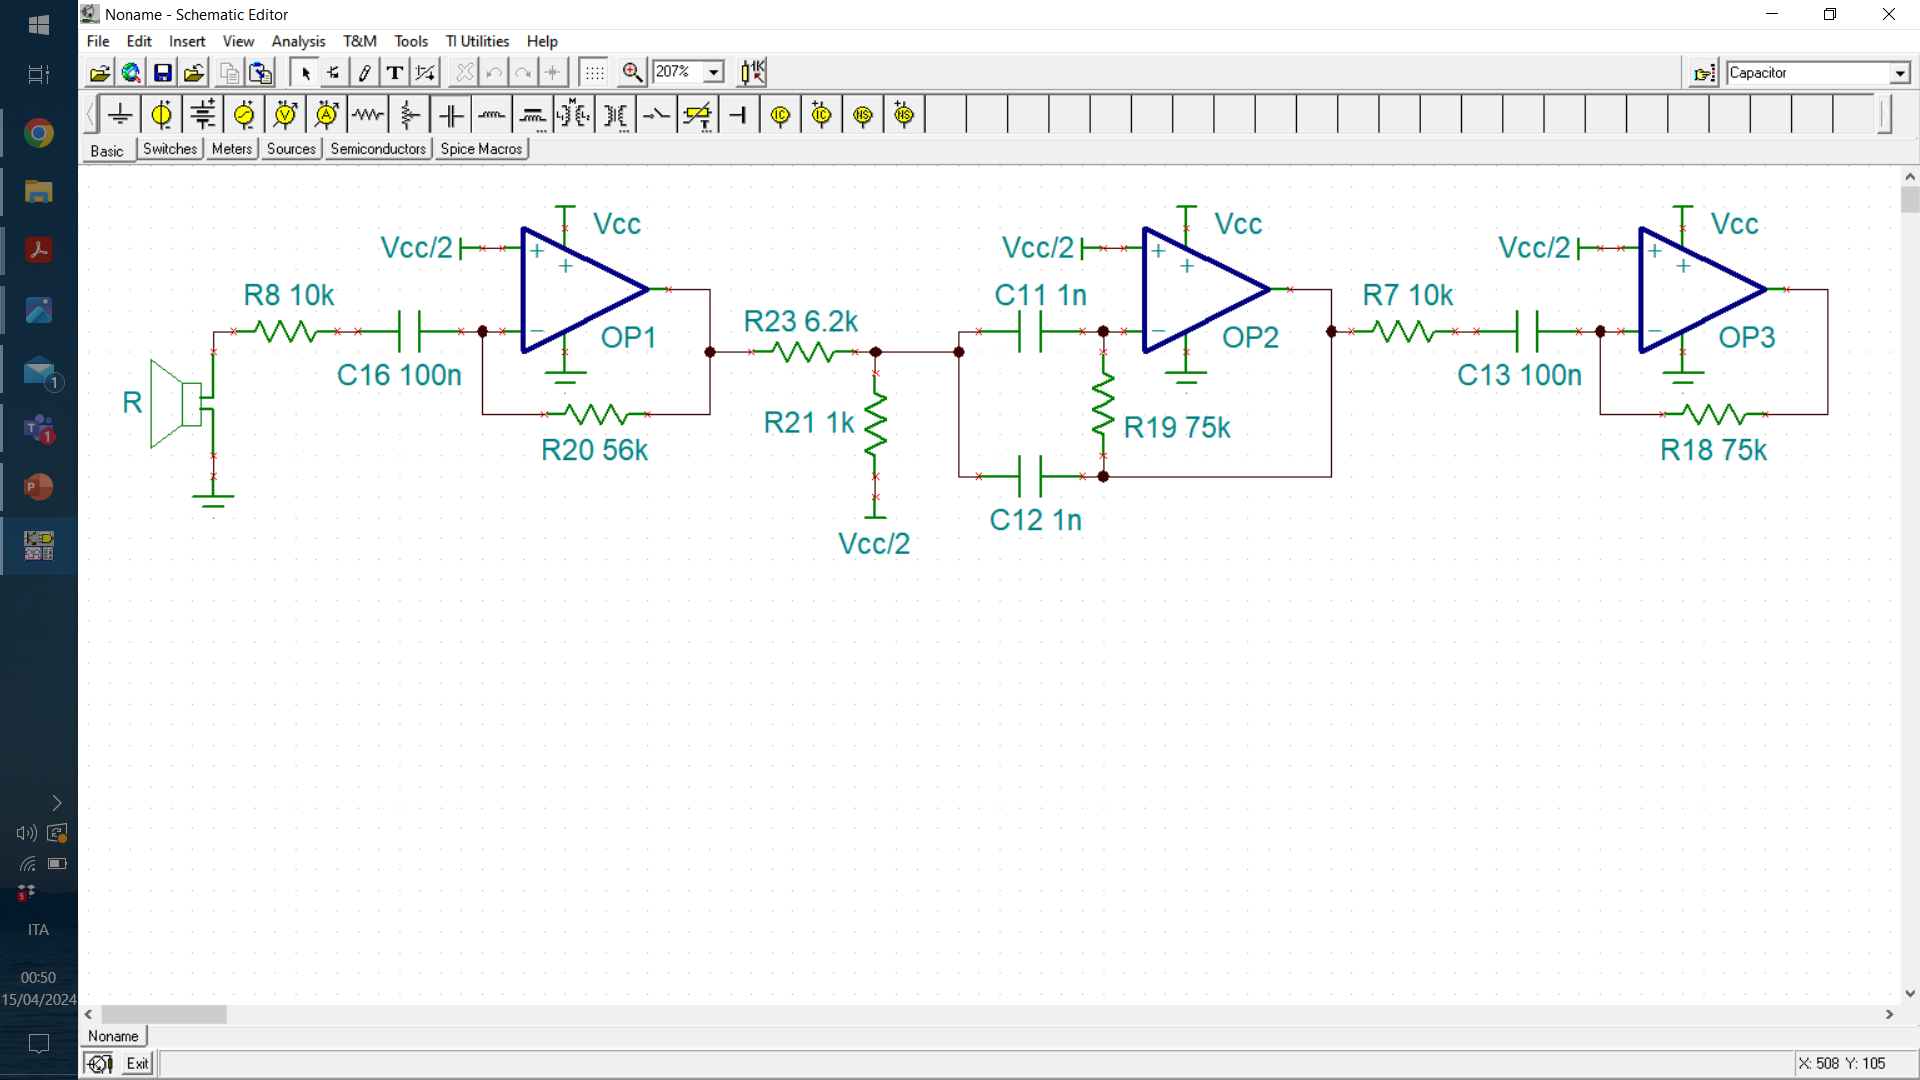 Noname - Schematic Editor
File Edit Insert View Analysis T&M Tools TI Utilities Help
207% 1K Capacitor
Basic Switches Meters Sources Semiconductors Spice Macros
Vcc Vcc Vcc
Vcc/2 Vcc/2 Vcc/2
R8 10k C11 1n R7 10k
R23 6.2k
OP1 OP2 OP3
C16 100n C13 100n
R
R21 1k R19 75k
R20 56k R18 75k
C12 1n
Vcc/2
1
1
ITA
00:50
15/04/2024
Noname
Exit X: 508 Y: 105